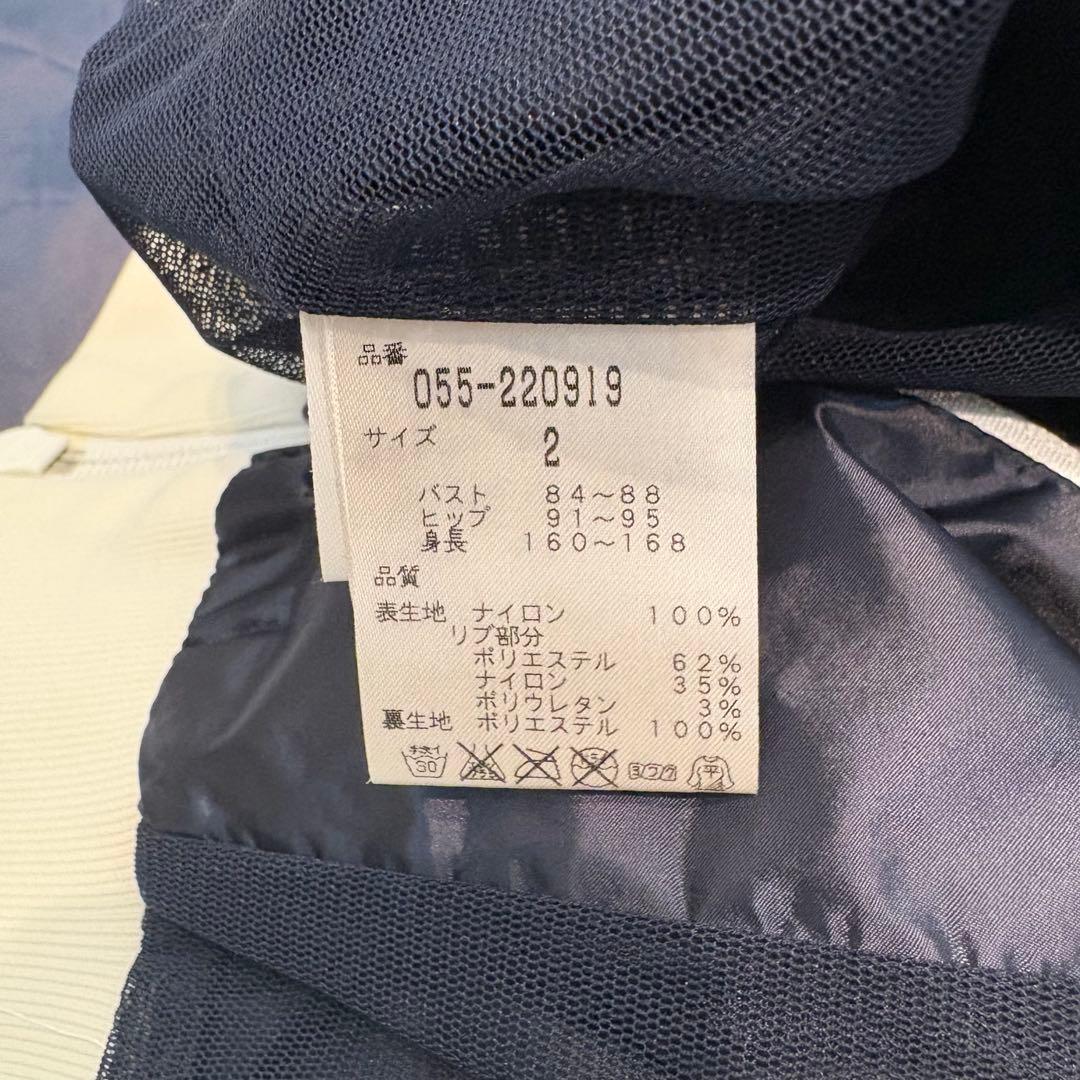 品番
055-220919
サイズ 2
バスト 84～88
ヒップ 91～95
身長 160～168
品質
表生地 ナイロン 100%
リブ部分
ポリエステル 62%
ナイロン 35%
ポリウレタン 3%
裏生地 ポリエステル 100%
平